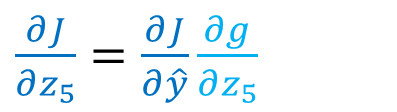 ∂J/∂z₅ = ∂J/∂ŷ ∂g/∂z₅